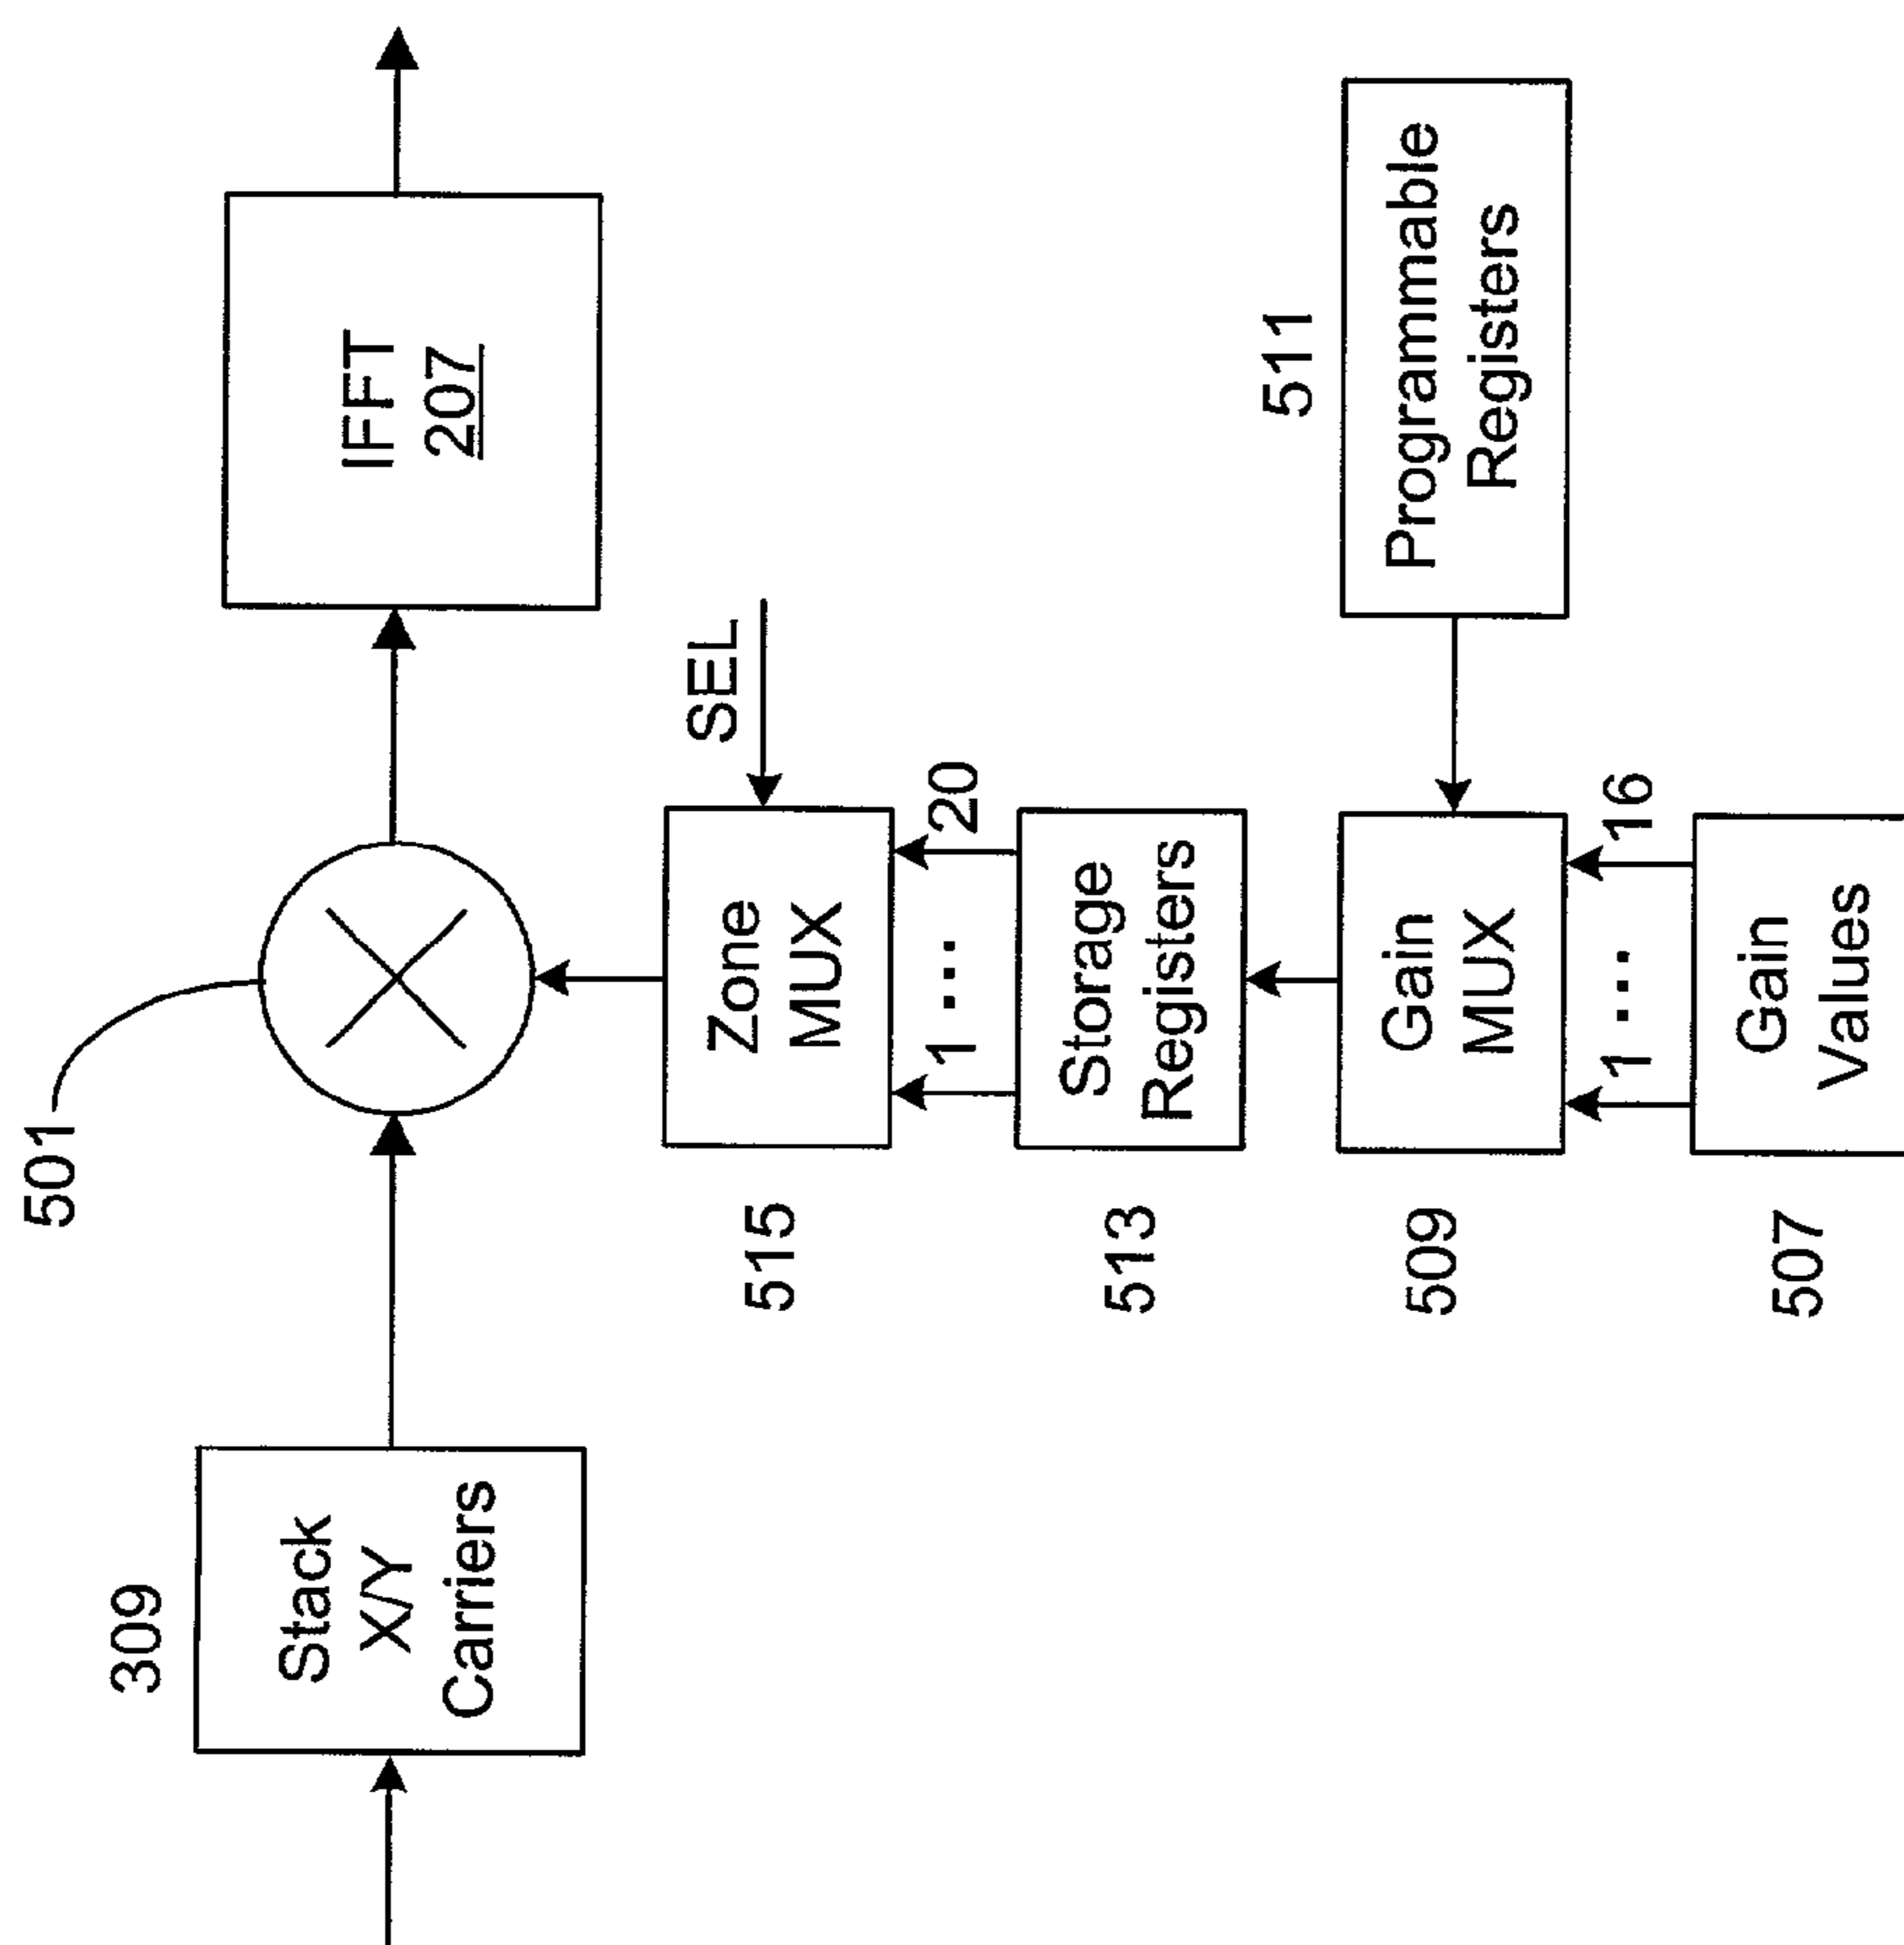 501
309
Stack
X/Y
Carriers
IFFT
207
515
Zone
MUX
SEL
1
...
20
513
Storage
Registers
511
Programmable
Registers
509
Gain
MUX
1
...
16
507
Gain
Values